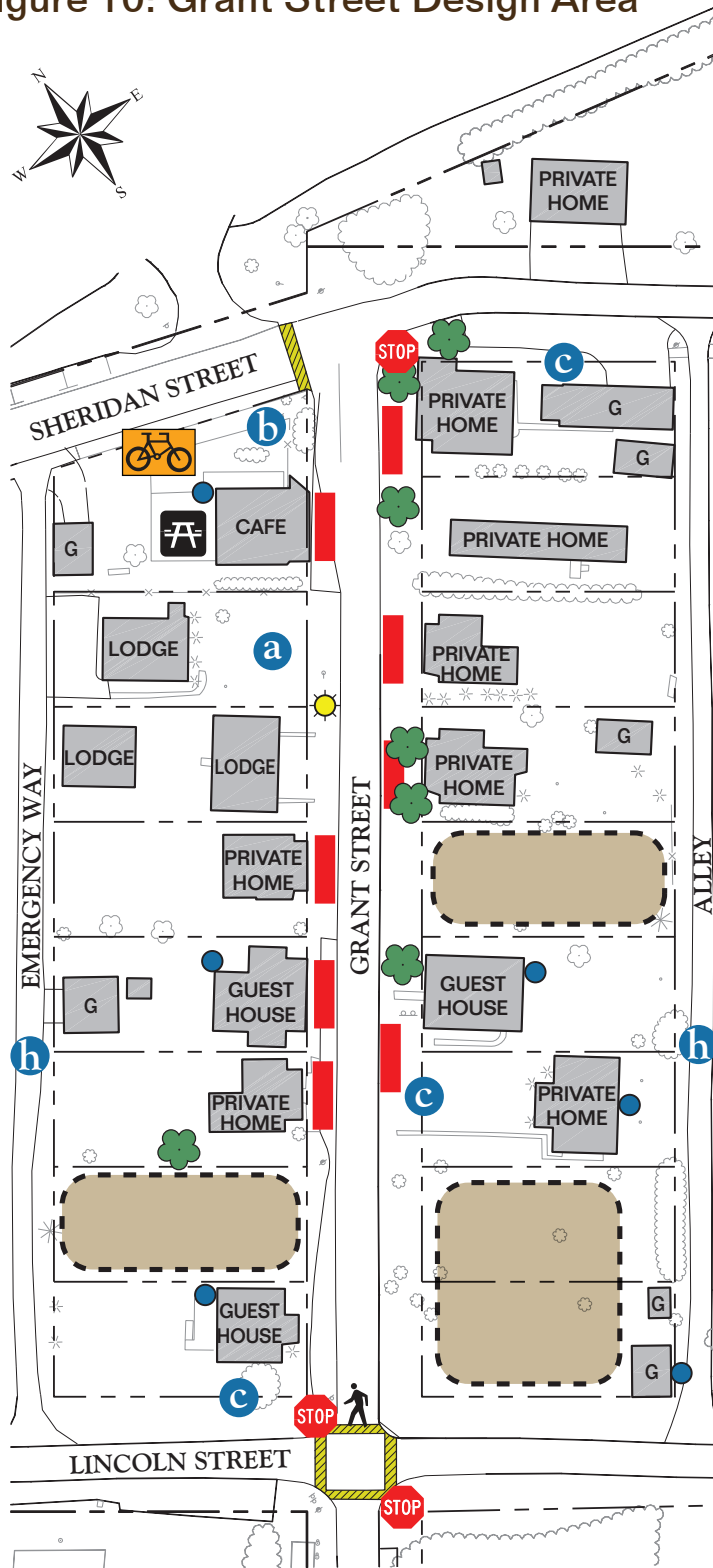 gure 10: Grant Street Design Area
N
E
W
S
PRIVATE
HOME
STOP
SHERIDAN STREET
b
c
PRIVATE
HOME
G
G
CAFE
G
PRIVATE HOME
LODGE
a
PRIVATE
HOME
LODGE
LODGE
G
PRIVATE
HOME
EMERGENCY WAY
GRANT STREET
ALLEY
PRIVATE
HOME
G
GUEST
HOUSE
GUEST
HOUSE
h
h
PRIVATE
HOME
c
PRIVATE
HOME
GUEST
HOUSE
G
G
c
STOP
LINCOLN STREET
STOP